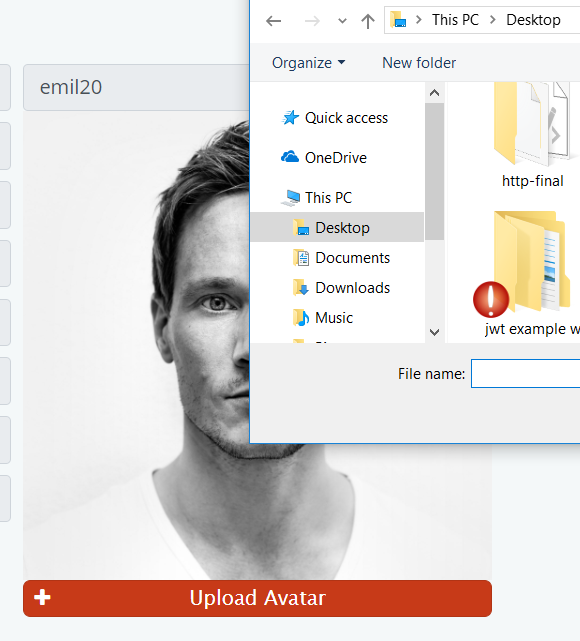 This PC
Desktop
Organize
New folder
emil20
Quick access
OneDrive
This PC
Desktop
Documents
Downloads
Music
http-final
jwt example w
File name:
Upload Avatar